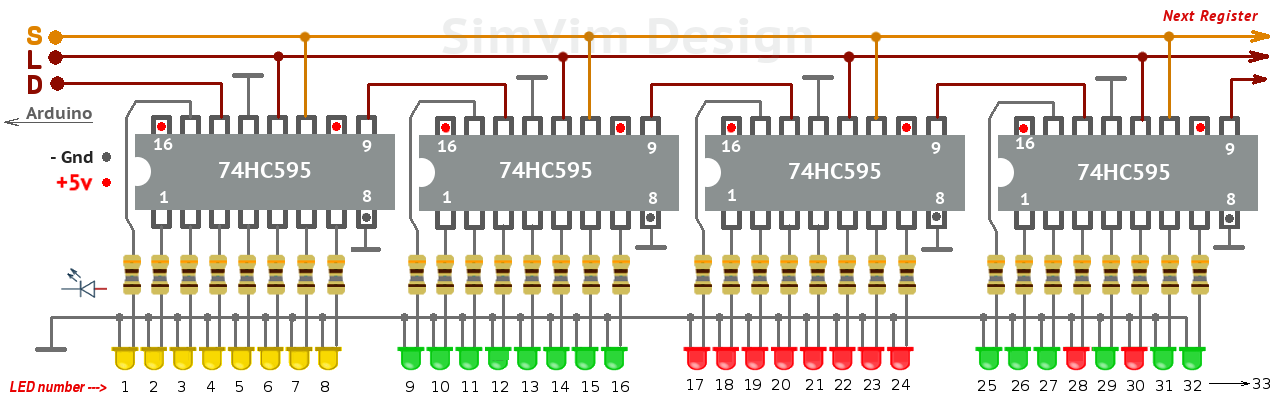 SimVim Design
Next Register
S
L
D
Arduino
- Gnd
+5v
16 9
74HC595
1 8
16 9
74HC595
1 8
16 9
74HC595
1 8
16 9
74HC595
1 8
LED number ---> 1 2 3 4 5 6 7 8 9 10 11 12 13 14 15 16 17 18 19 20 21 22 23 24 25 26 27 28 29 30 31 32 33